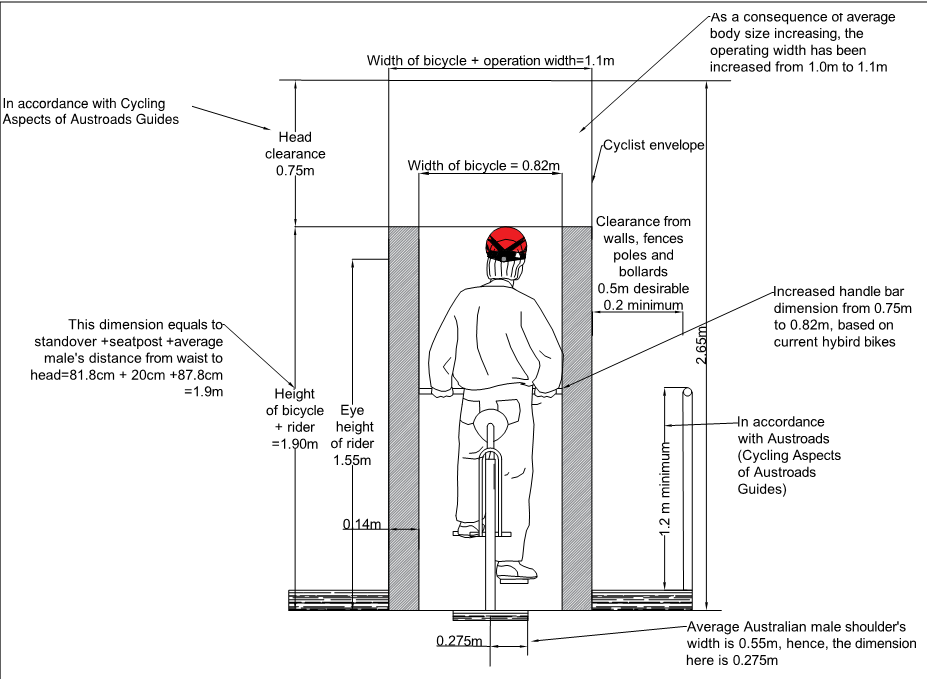 As a consequence of average
body size increasing, the
operating width has been
increased from 1.0m to 1.1m
Width of bicycle + operation width=1.1m
In accordance with Cycling
Aspects of Austroads Guides
Head
clearance
0.75m
Cyclist envelope
Width of bicycle = 0.82m
Clearance from
walls, fences
poles and
bollards
0.5m desirable
0.2 minimum
Increased handle bar
dimension from 0.75m
to 0.82m, based on
current hybird bikes
This dimension equals to
standover +seatpost +average
male's distance from waist to
head=81.8cm + 20cm +87.8cm
=1.9m
2.65m
Height
of bicycle
+ rider
=1.90m
Eye
height
of rider
1.55m
In accordance
with Austroads
(Cycling Aspects
of Austroads
Guides)
1.2 m minimum
0.14m
0.275m
Average Australian male shoulder's
width is 0.55m, hence, the dimension
here is 0.275m